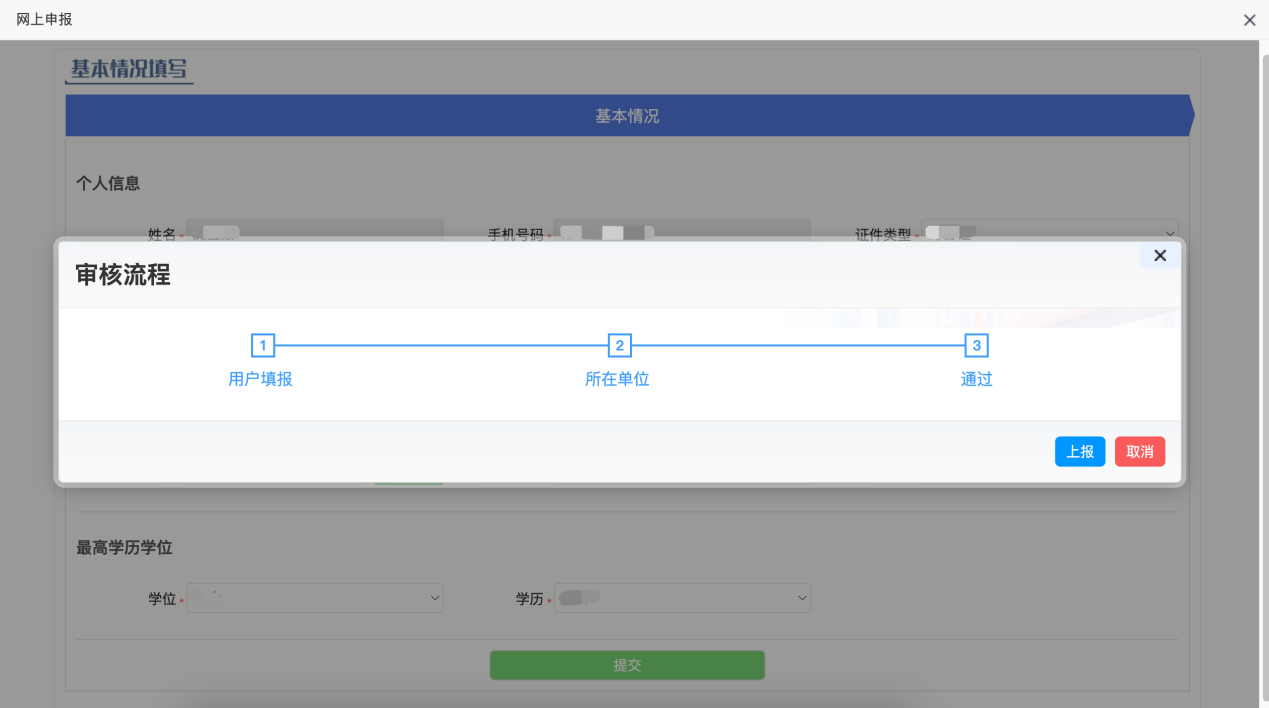 网上申报
基本情况填写
基本情况
个人信息
姓名* 手机号码* 证件类型*
审核流程
1 2 3
用户填报 所在单位 通过
上报 取消
最高学历学位
学位* 学历*
提交